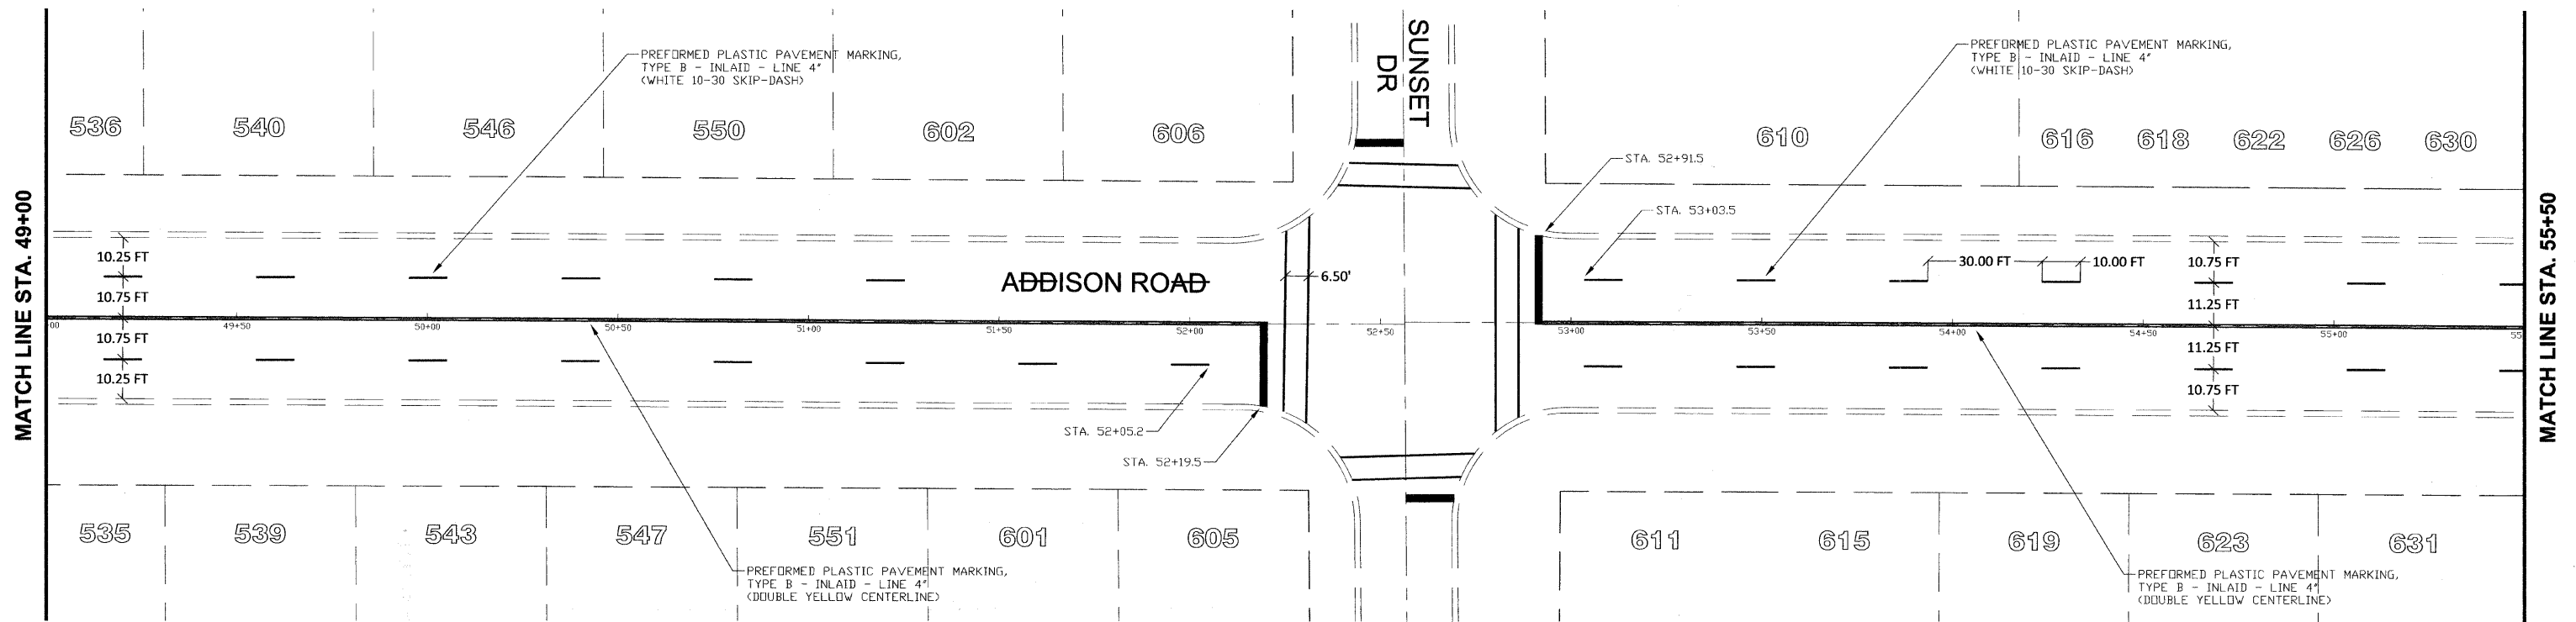 MATCH LINE STA. 49+00
PREFORMED PLASTIC PAVEMENT MARKING,
TYPE B - INLAID - LINE 4"
(WHITE 10-30 SKIP-DASH)
SUNSET
DR
PREFORMED PLASTIC PAVEMENT MARKING,
TYPE B - INLAID - LINE 4"
(WHITE 10-30 SKIP-DASH)
536
540
546
550
602
606
610
616
618
622
626
630
STA. 52+91.5
STA. 53+03.5
10.25 FT
10.75 FT
ADDISON ROAD
6.50'
30.00 FT
10.00 FT
10.75 FT
11.25 FT
00
49+50
50+00
50+50
51+00
51+50
52+00
52+50
53+00
53+50
54+00
54+50
55+00
55
10.75 FT
10.25 FT
11.25 FT
10.75 FT
STA. 52+05.2
STA. 52+19.5
535
539
543
547
551
601
605
611
615
619
623
631
PREFORMED PLASTIC PAVEMENT MARKING,
TYPE B - INLAID - LINE 4"
(DOUBLE YELLOW CENTERLINE)
PREFORMED PLASTIC PAVEMENT MARKING,
TYPE B - INLAID - LINE 4"
(DOUBLE YELLOW CENTERLINE)
MATCH LINE STA. 55+50